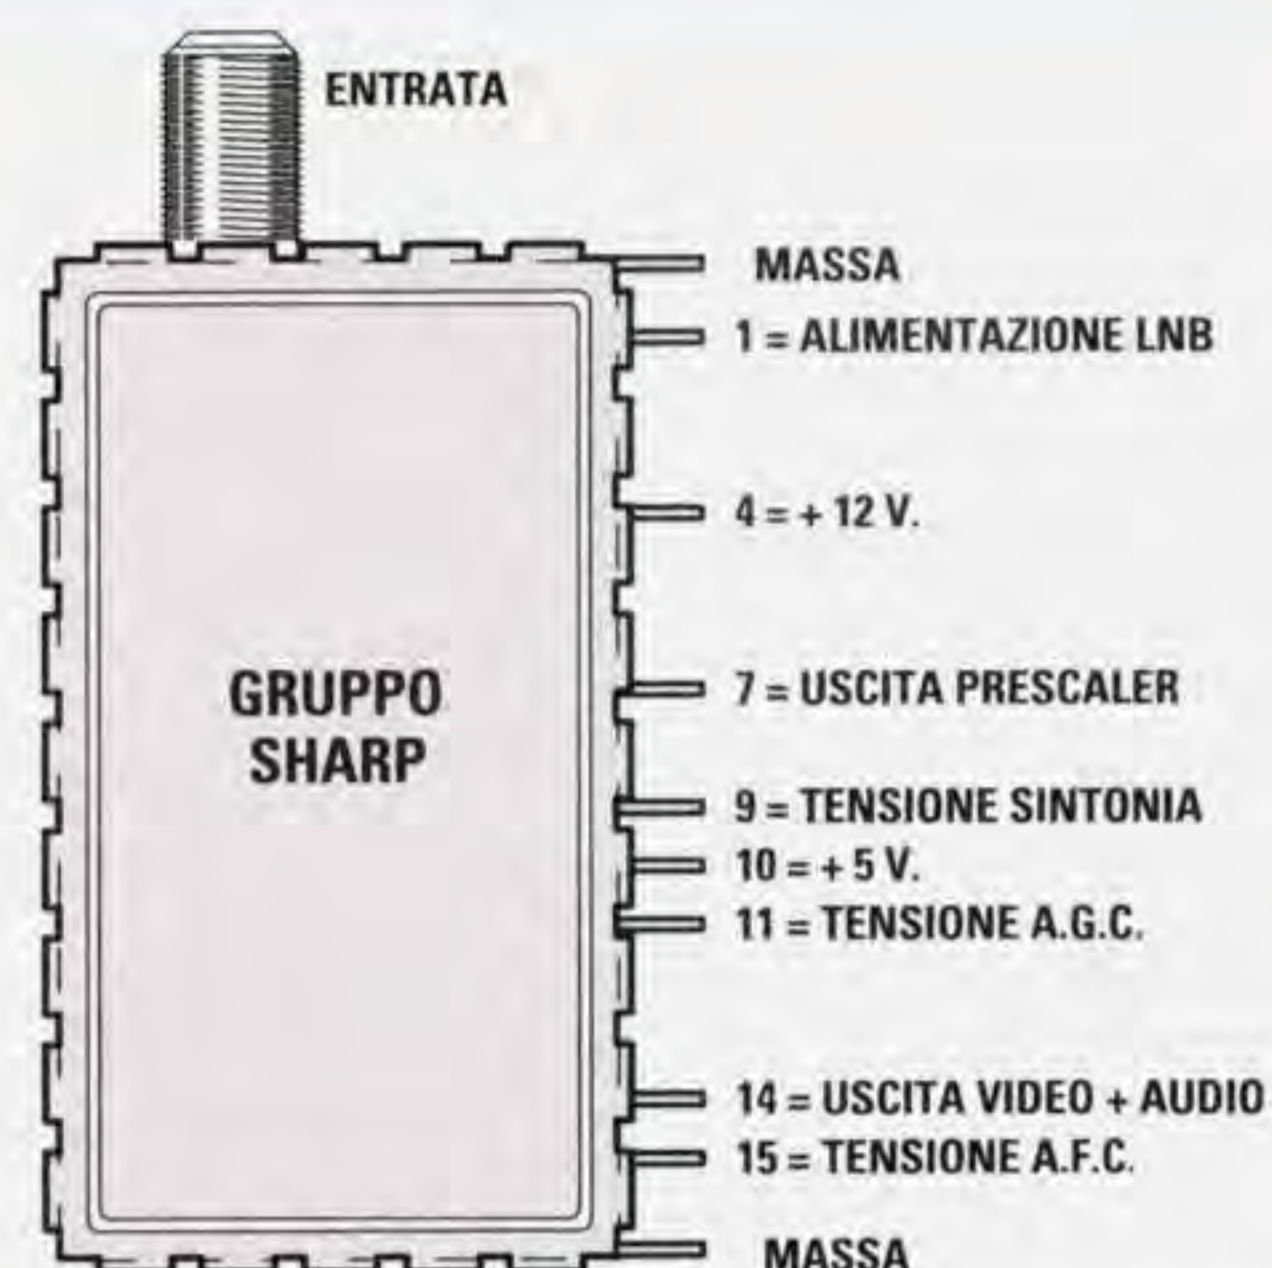 ENTRATA
MASSA
1 = ALIMENTAZIONE LNB
4 = + 12 V.
7 = USCITA PRESCALER
GRUPPO
SHARP
9 = TENSIONE SINTONIA
10 = + 5 V.
11 = TENSIONE A.G.C.
14 = USCITA VIDEO + AUDIO
15 = TENSIONE A.F.C.
MASSA